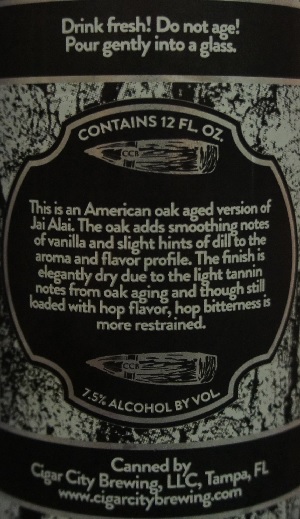 Drink fresh! Do not age!
Pour gently into a glass.
CONTAINS 12 FL. OZ.
CCB
This is an American oak aged version of
Jai Alai. The oak adds smoothing notes
of vanilla and slight hints of dill to the
aroma and flavor profile. The finish is
elegantly dry due to the light tannin
notes from oak aging and though still
loaded with hop flavor, hop bitterness is
more restrained.
CCB
7.5% ALCOHOL BY VOL.
Canned by
Cigar City Brewing, LLC, Tampa, FL
www.cigarcitybrewing.com